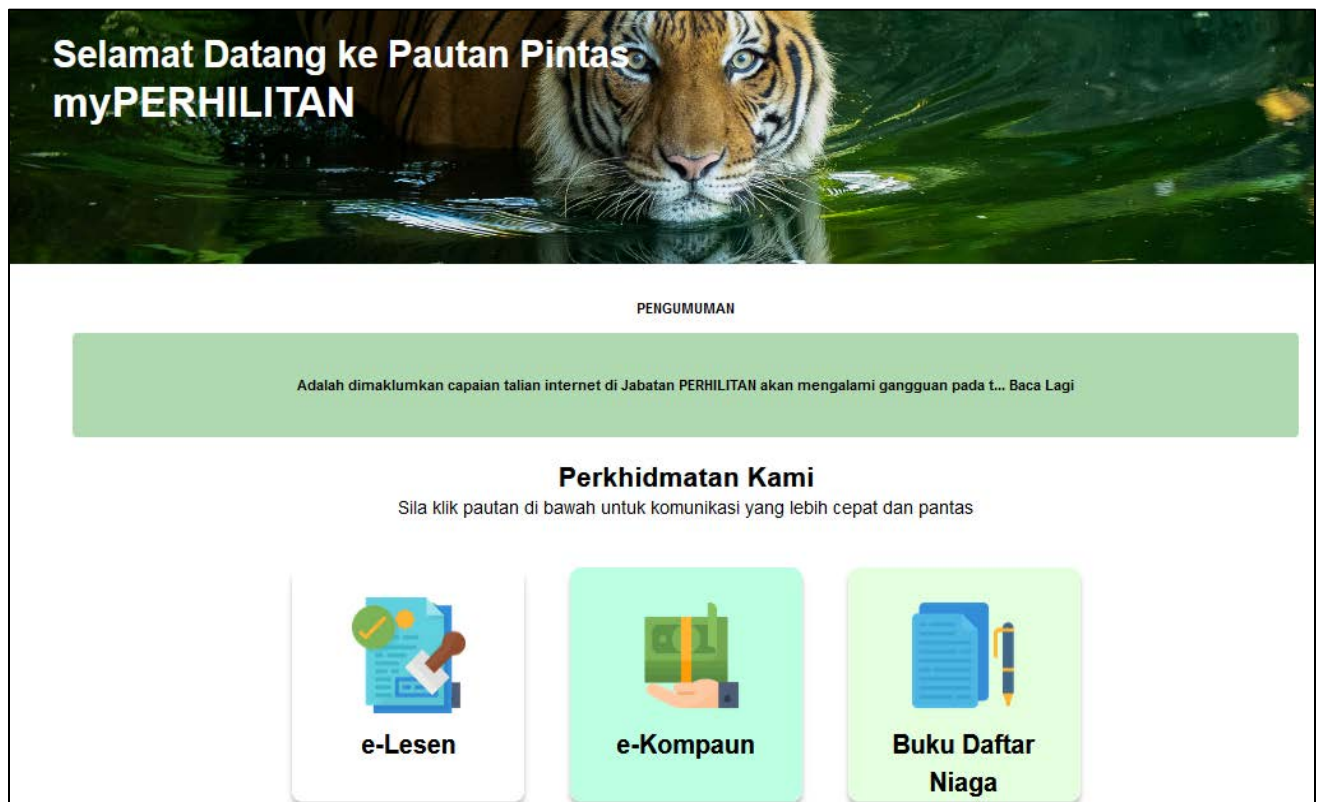 Selamat Datang ke Pautan Pintas
myPERHILITAN
PENGUMUMAN
Adalah dimaklumkan capaian talian internet di Jabatan PERHILITAN akan mengalami gangguan pada t... Baca Lagi
Perkhidmatan Kami
Sila klik pautan di bawah untuk komunikasi yang lebih cepat dan pantas
e-Lesen
e-Kompaun
Buku Daftar
Niaga